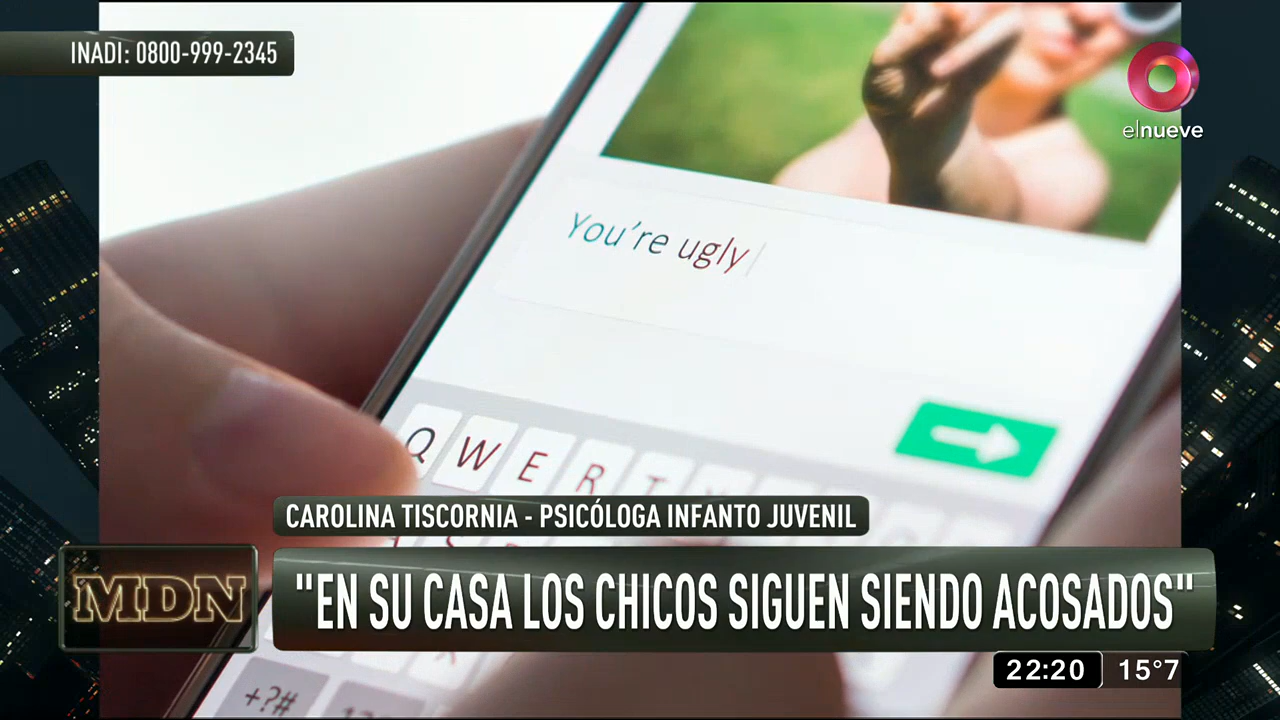 INADI: 0800-999-2345
elnueve
You're ugly
Q W E R T
CAROLINA TISCORNIA - PSICÓLOGA INFANTO JUVENIL
MDN
"EN SU CASA LOS CHICOS SIGUEN SIENDO ACOSADOS"
22:20 15°7
+?#